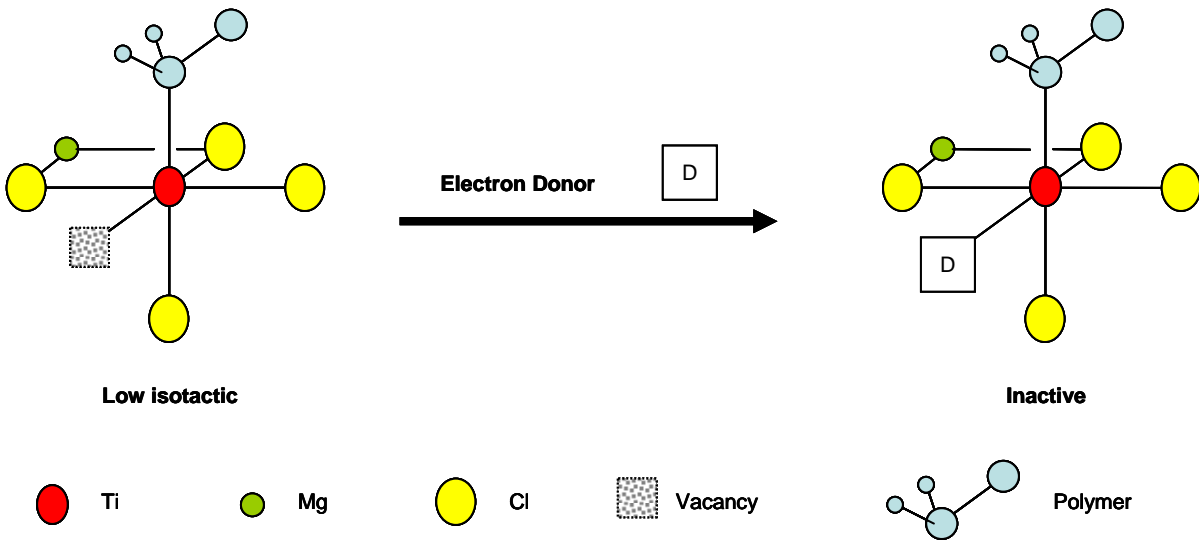 Electron Donor
D
D
Low isotactic
Inactive
Ti
Mg
Cl
Vacancy
Polymer